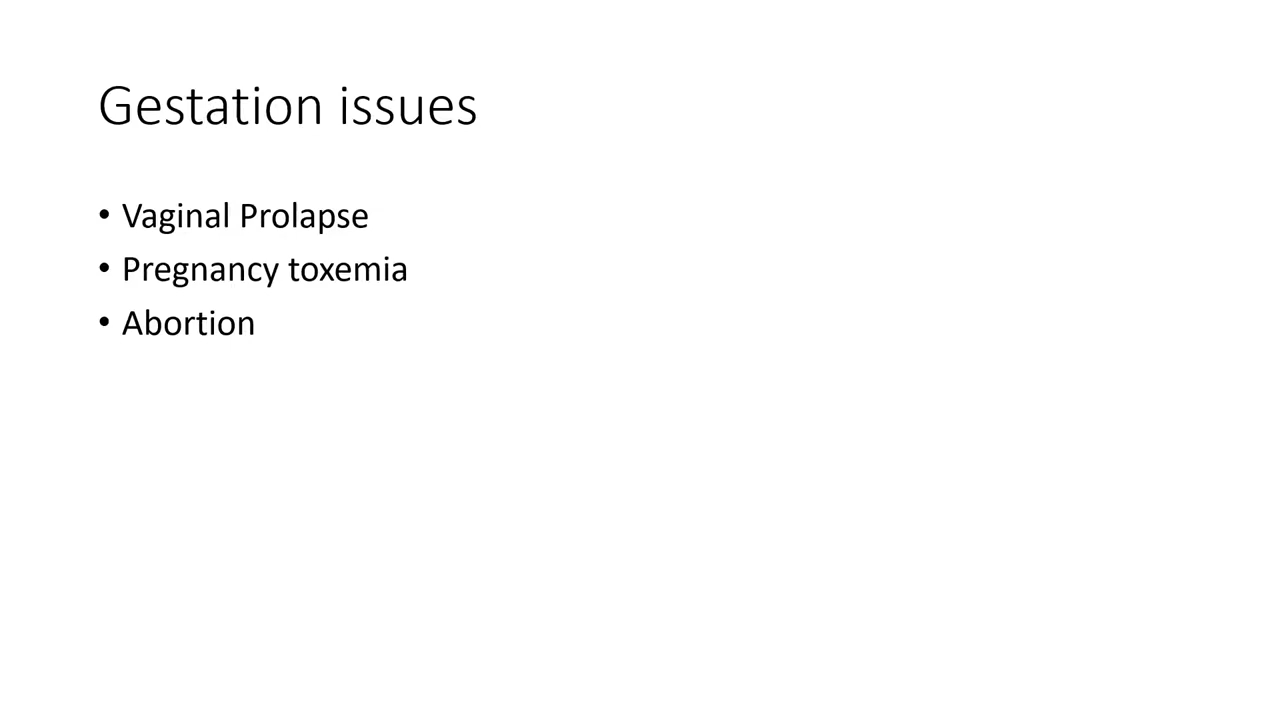 Gestation issues
• Vaginal Prolapse
• Pregnancy toxemia
• Abortion